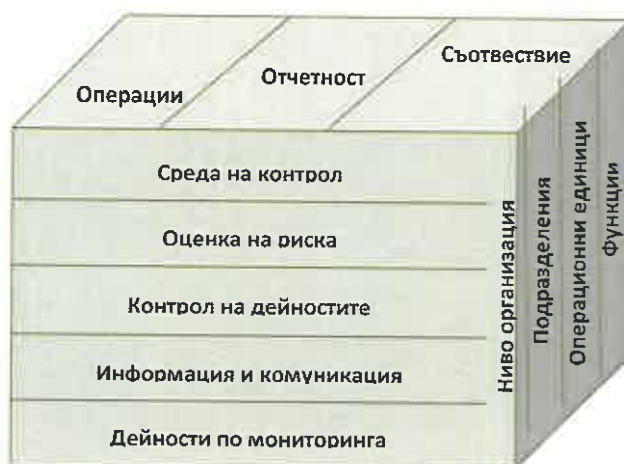 Операции
Отчетност
Съотвествие
Среда на контрол
Оценка на риска
Контрол на дейностите
Информация и комуникация
Дейности по мониторинга
Ниво организация
Подразделения
Операционни единици
Функции